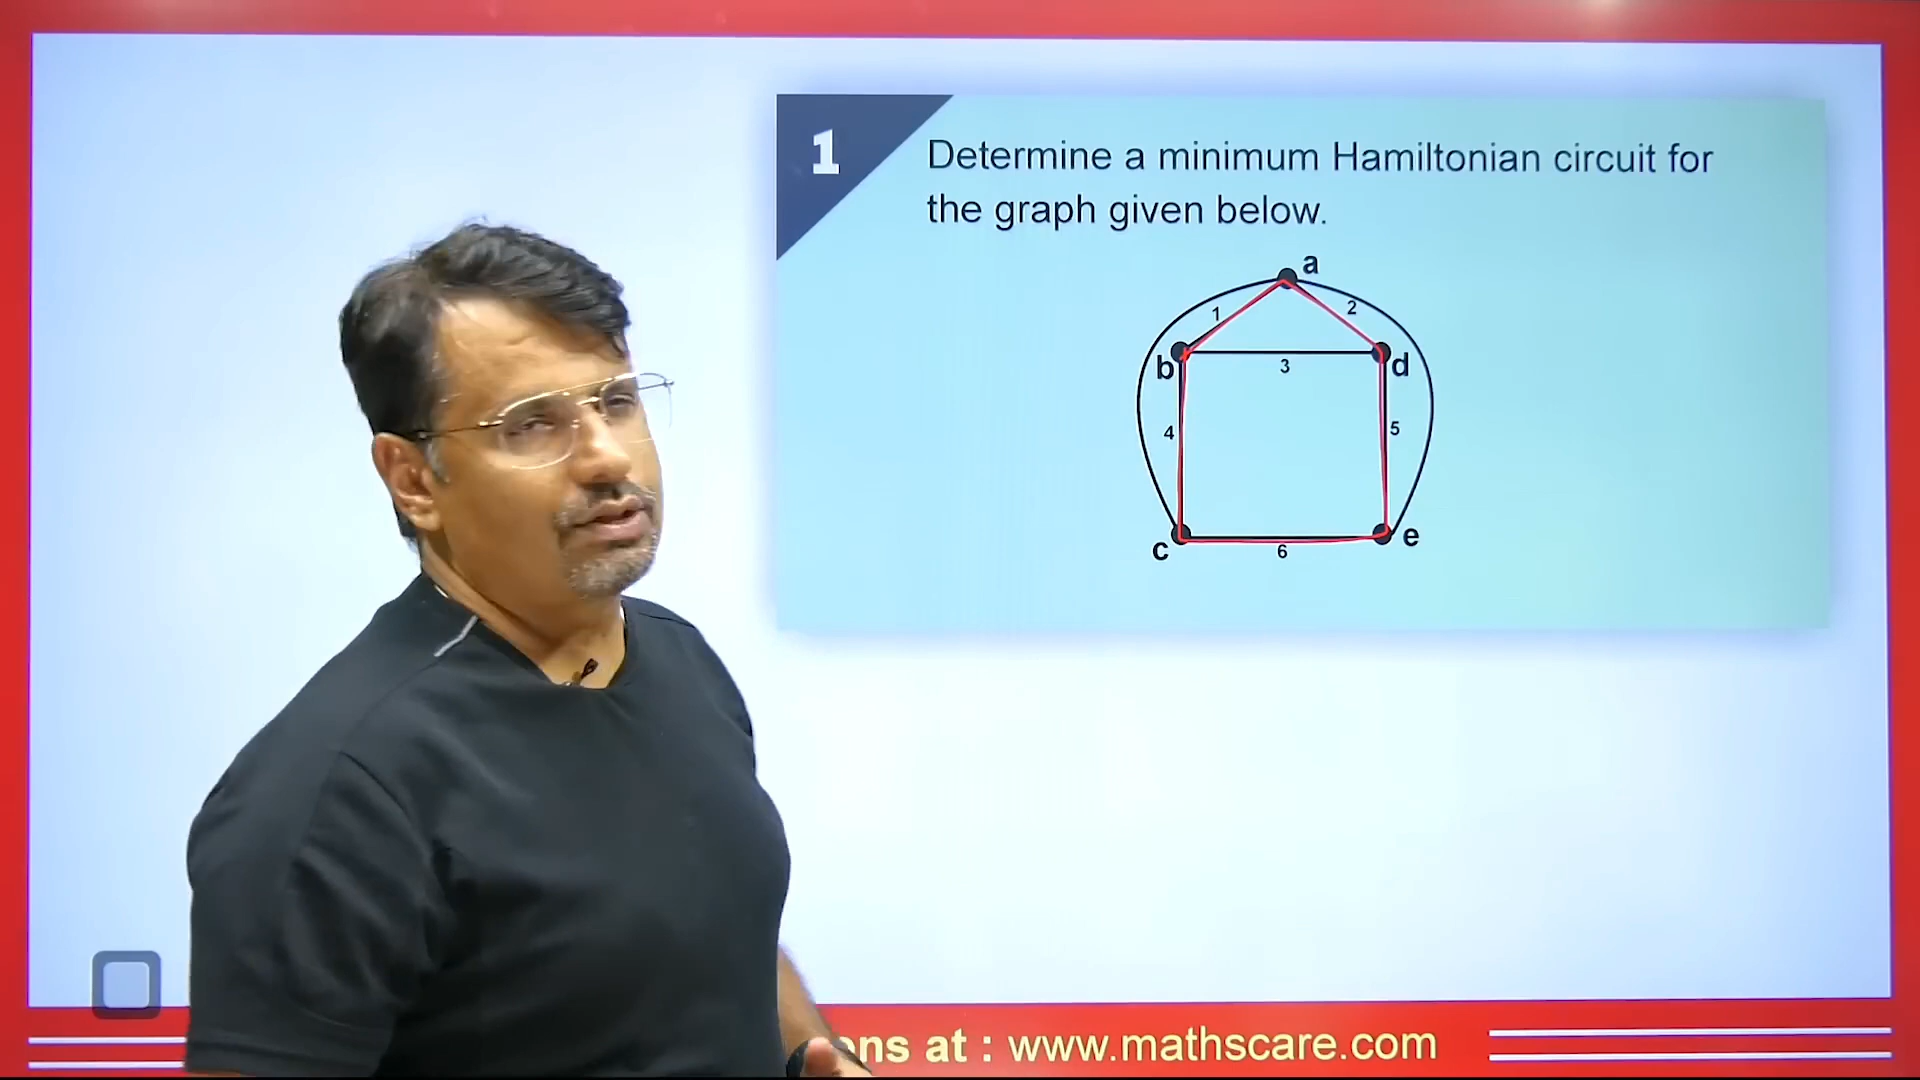 1
Determine a minimum Hamiltonian circuit for
the graph given below.
a
1
2
b
3
d
4
5
c
6
e
ons at : www.mathscare.com